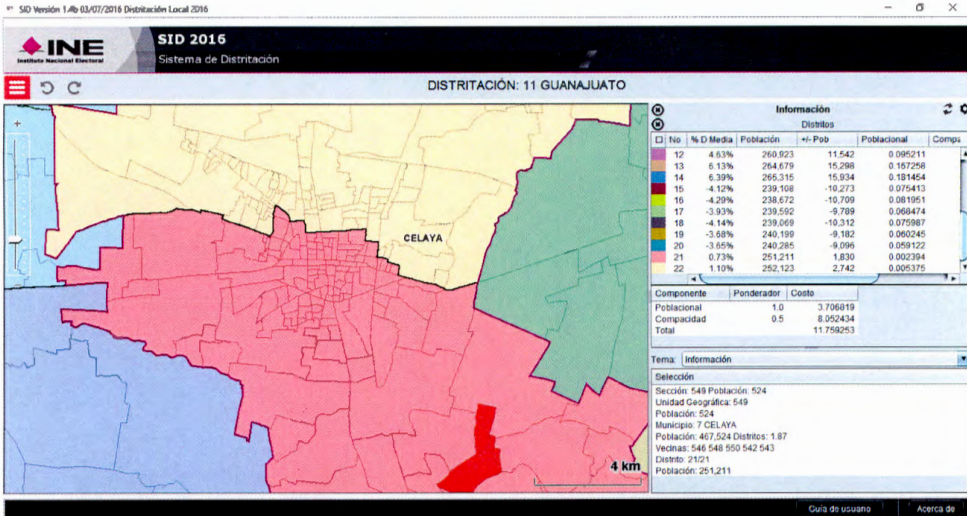 SID Versión 1.4b 03/07/2016 Distritación Local 2016
INE
Instituto Nacional Electoral
SID 2016
Sistema de Distritación
DISTRITACIÓN: 11 GUANAJUATO
CELAYA
4 km
Información
Distritos
No % D Media Población +/- Pob Poblacional Compa
12 4.63% 260,923 11,542 0.095211
13 6.13% 264,679 15,298 0.167258
14 6.39% 265,315 15,934 0.181454
15 -4.12% 239,108 -10,273 0.075413
16 -4.29% 238,672 -10,709 0.081951
17 -3.93% 239,592 -9,789 0.068474
18 -4.14% 239,069 -10,312 0.075987
19 -3.68% 240,199 -9,182 0.060245
20 -3.65% 240,285 -9,096 0.059122
21 0.73% 251,211 1,830 0.002394
22 1.10% 252,123 2,742 0.005375
Componente Ponderador Costo
Poblacional 1.0 3.706819
Compacidad 0.5 8.052434
Total 11.759253
Tema: Información
Selección
Sección: 549 Población: 524
Unidad Geográfica: 549
Población: 524
Municipio: 7 CELAYA
Población: 467,524 Distritos: 1.87
Vecinas: 546 548 550 542 543
Distrito: 21/21
Población: 251,211
Guía de usuario
Acerca de